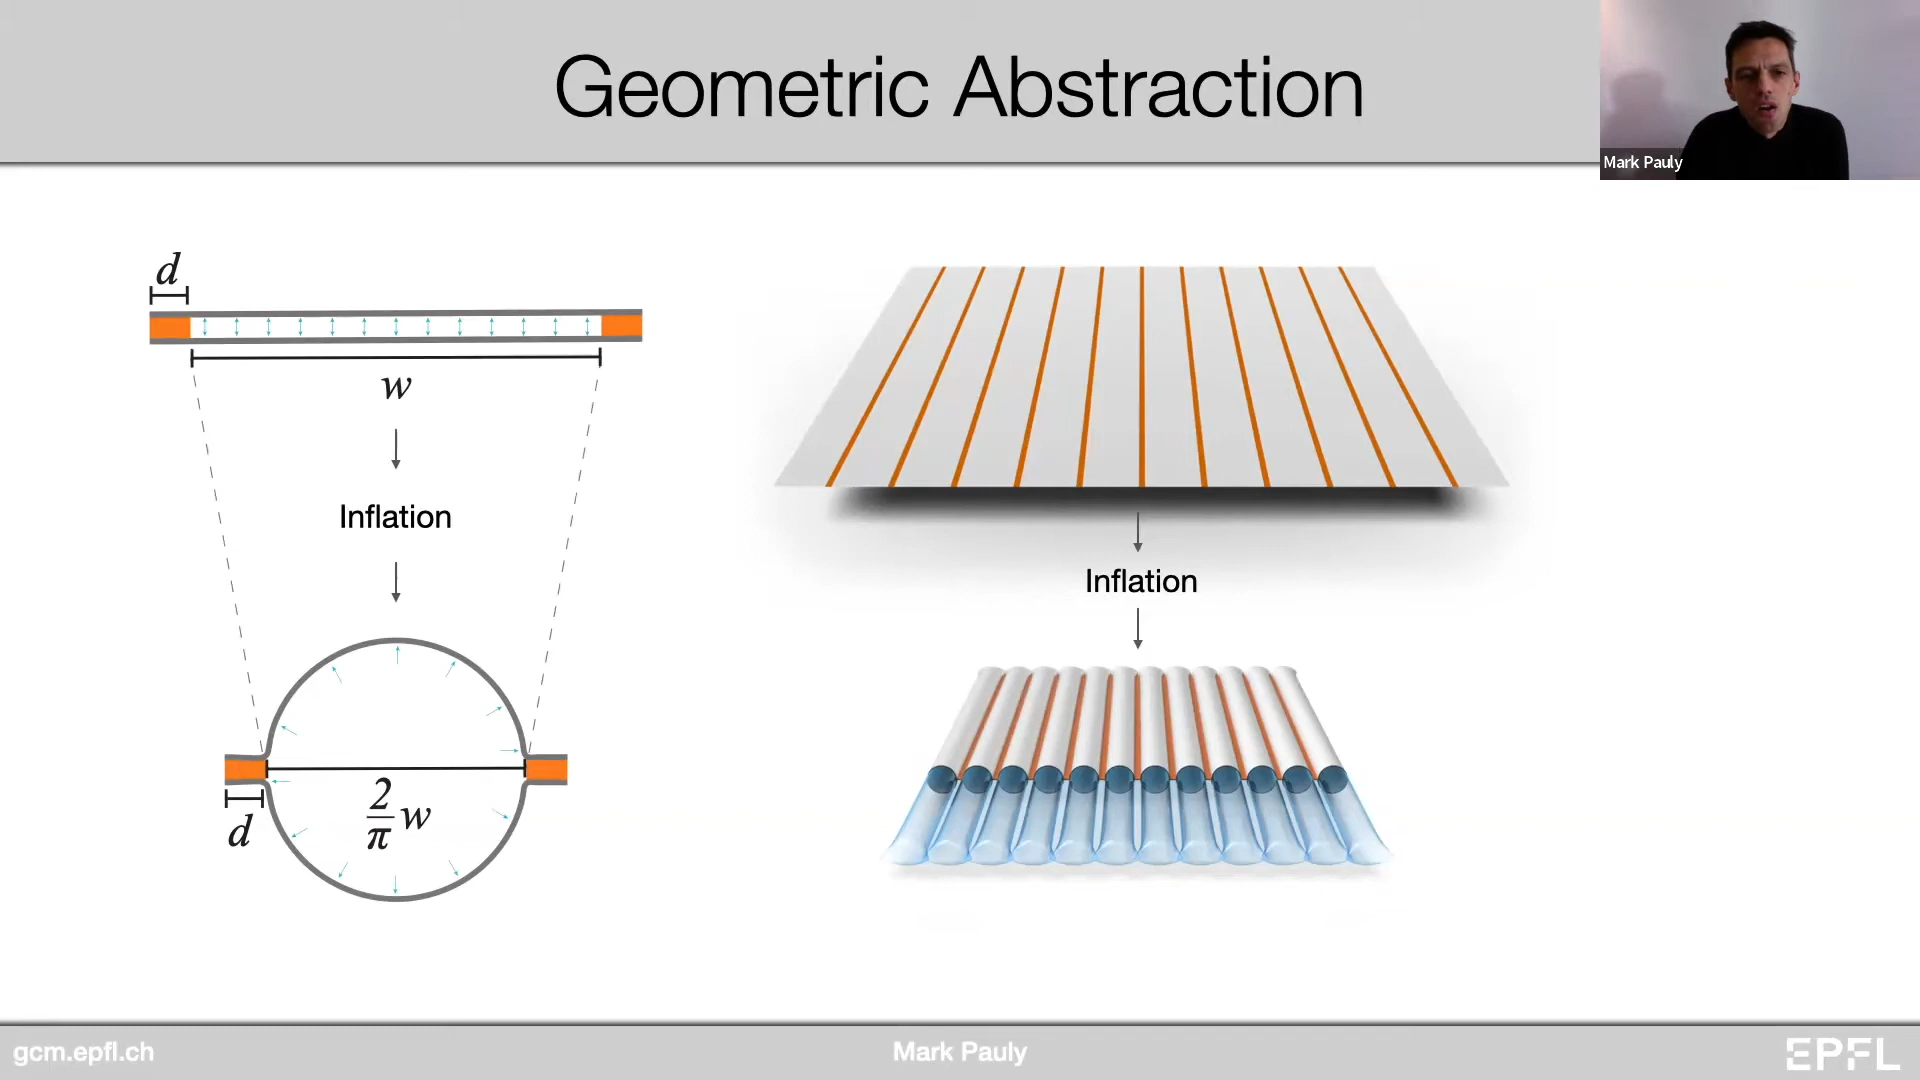 Geometric Abstraction
Mark Pauly
d
w
Inflation
2
π
w
d
Inflation
gcm.epfl.ch
Mark Pauly
EPFL